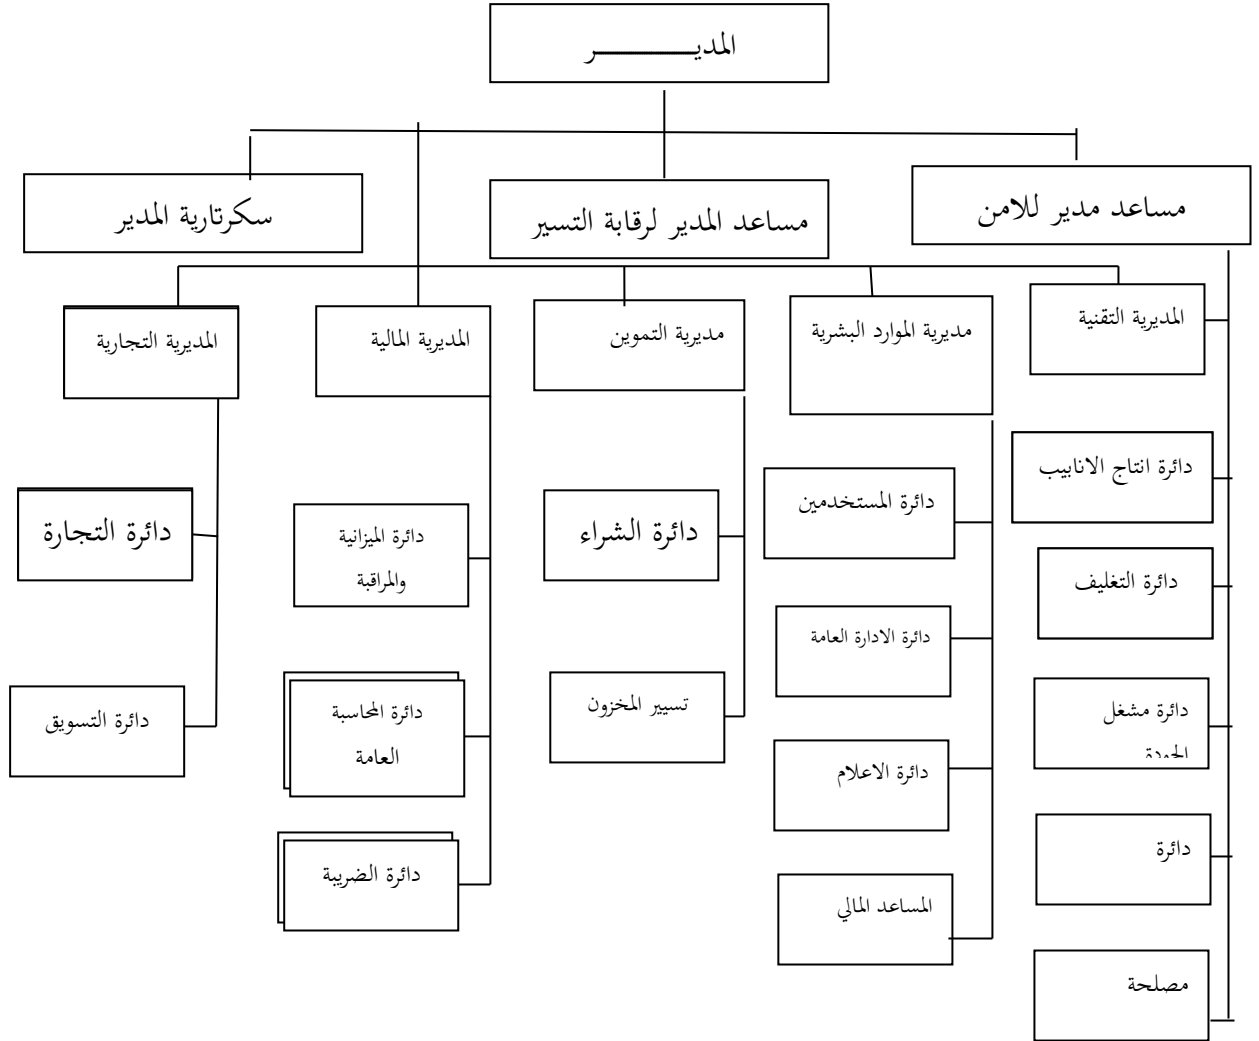 المديـــــــــــــر
مساعد مدير للامن
مساعد المدير لرقابة التسير
سكرتارية المدير
المديرية التقنية
مديرية الموارد البشرية
مديرية التموين
المديرية المالية
المديرية التجارية
دائرة انتاج الانابيب
دائرة التغليف
دائرة مشغل
الجودة
دائرة
مصلحة
دائرة المستخدمين
دائرة الادارة العامة
دائرة الاعلام
المساعد المالي
دائرة الشراء
تسيير المخزون
دائرة الميزانية
والمراقبة
دائرة المحاسبة
العامة
دائرة الضريبة
دائرة التجارة
دائرة التسويق